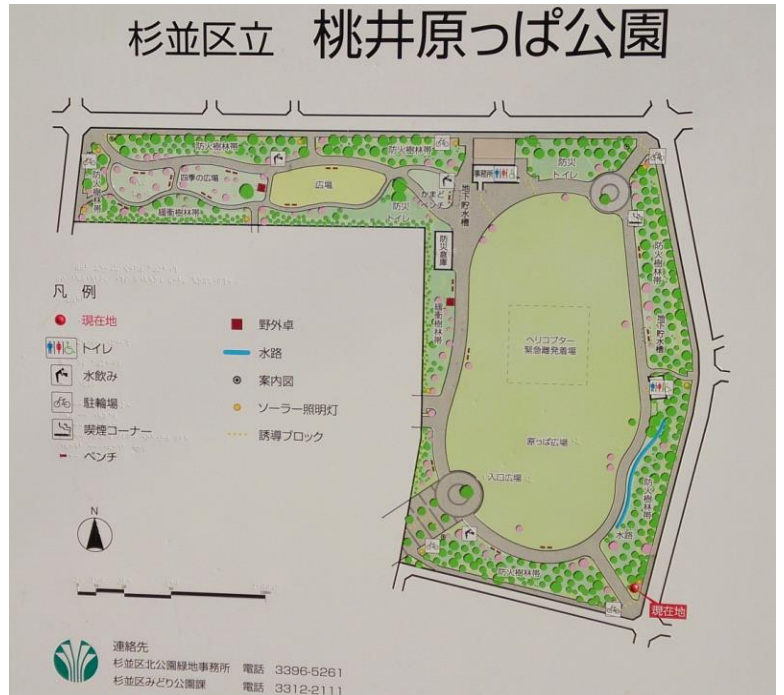 杉並区立 桃井原っぱ公園
防火樹林帯
防火樹林帯
防災
トイレ
事務所
防火樹林帯
四季の広場
広場
かまど
ベンチ
地下貯水槽
緩衝樹林帯
防災
トイレ
防災倉庫
防火樹林帯
緩衝樹林帯
地下貯水槽
ヘリコプター
緊急離発着場
原っぱ広場
入口広場
防火樹林帯
水路
防火樹林帯
現在地
凡 例
現在地
トイレ
水飲み
駐輪場
喫煙コーナー
ベンチ
野外卓
水路
案内図
ソーラー照明灯
誘導ブロック
N
連絡先
杉並区北公園緑地事務所 電話 3396-5261
杉並区みどり公園課 電話 3312-2111